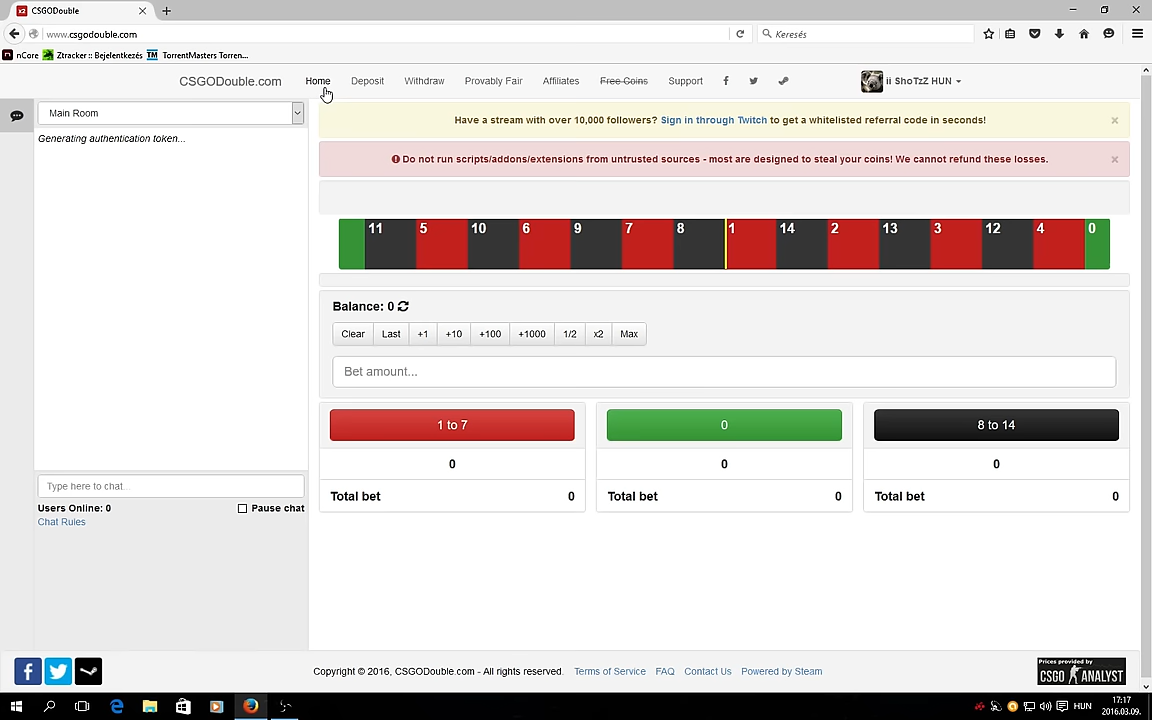 CSGODouble.com
www.csgodouble.com
Keresés
nCore
Ztracker :: Bejelentkezés
TorrentMasters Torren...
CSGODouble.com
Home
Deposit
Withdraw
Provably Fair
Affiliates
Free Coins
Support
ii ShoTzZ HUN
Main Room
Generating authentication token...
Have a stream with over 10,000 followers? Sign in through Twitch to get a whitelisted referral code in seconds!
Do not run scripts/addons/extensions from untrusted sources - most are designed to steal your coins! We cannot refund these losses.
11 5 10 6 9 7 8 1 14 2 13 3 12 4 0
Balance: 0
Clear Last +1 +10 +100 +1000 1/2 x2 Max
Bet amount...
1 to 7
0
8 to 14
0
0
0
Total bet 0
Total bet 0
Total bet 0
Type here to chat...
Users Online: 0
Pause chat
Chat Rules
Copyright © 2016, CSGODouble.com - All rights reserved.
Terms of Service
FAQ
Contact Us
Powered by Steam
Prices provided by
CSGO ANALYST
HUN
17:17
2016.03.09.